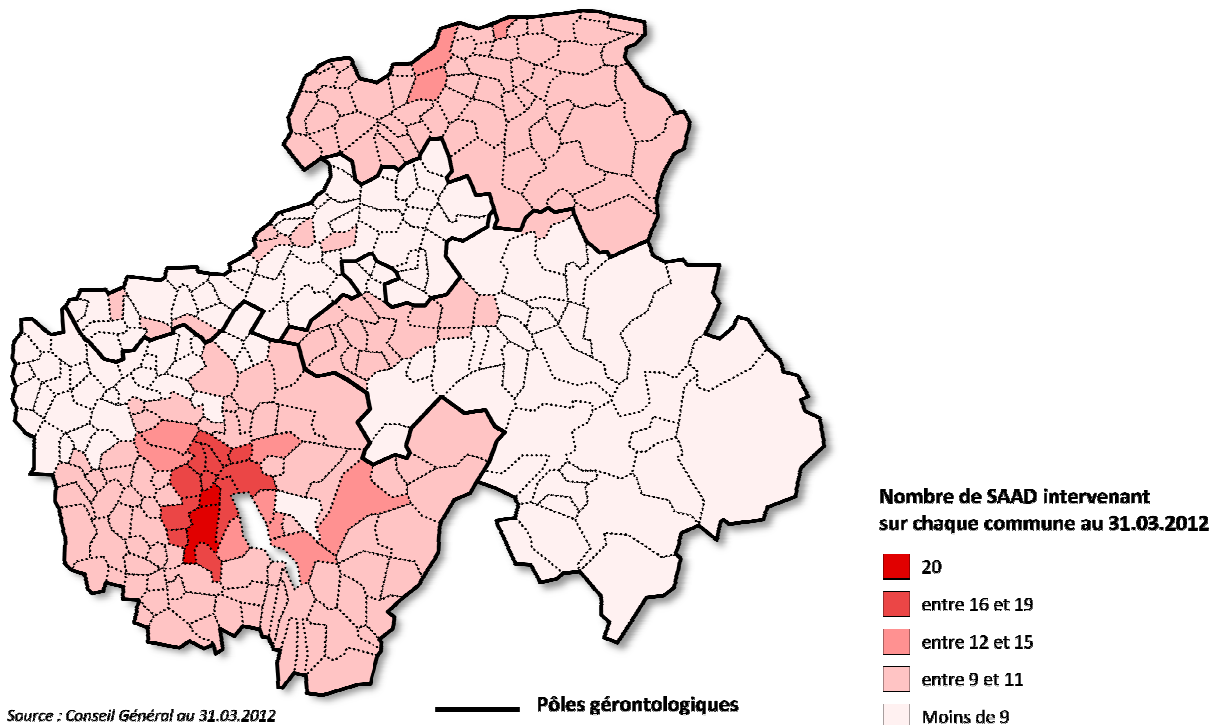 Nombre de SAAD intervenant
sur chaque commune au 31.03.2012
20
entre 16 et 19
entre 12 et 15
entre 9 et 11
Moins de 9
Pôles gérontologiques
Source : Conseil Général au 31.03.2012